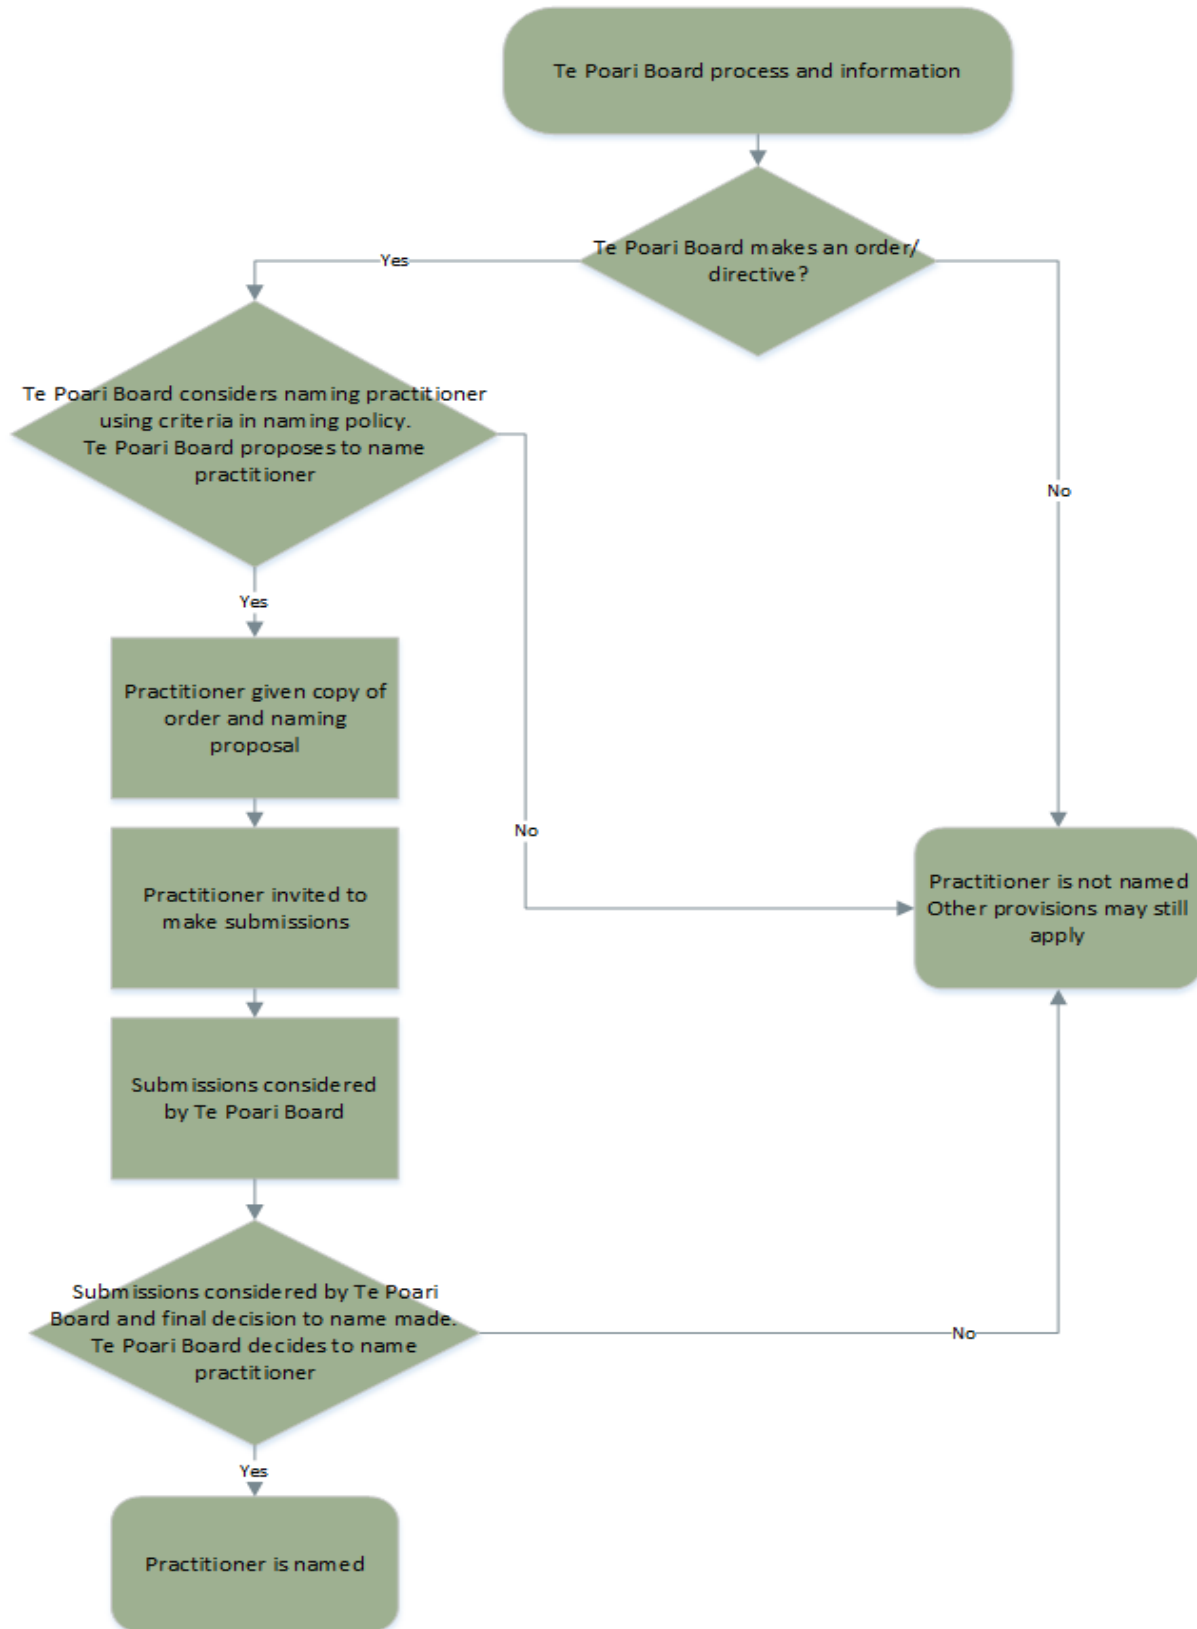 Te Poari Board process and information
Te Poari Board makes an order/
directive?
Yes
No
Te Poari Board considers naming practitioner
using criteria in naming policy.
Te Poari Board proposes to name
practitioner
Yes
No
Practitioner given copy of
order and naming
proposal
Practitioner invited to
make submissions
Practitioner is not named
Other provisions may still
apply
Submissions considered
by Te Poari Board
Submissions considered by Te Poari
Board and final decision to name made.
Te Poari Board decides to name
practitioner
No
Yes
Practitioner is named